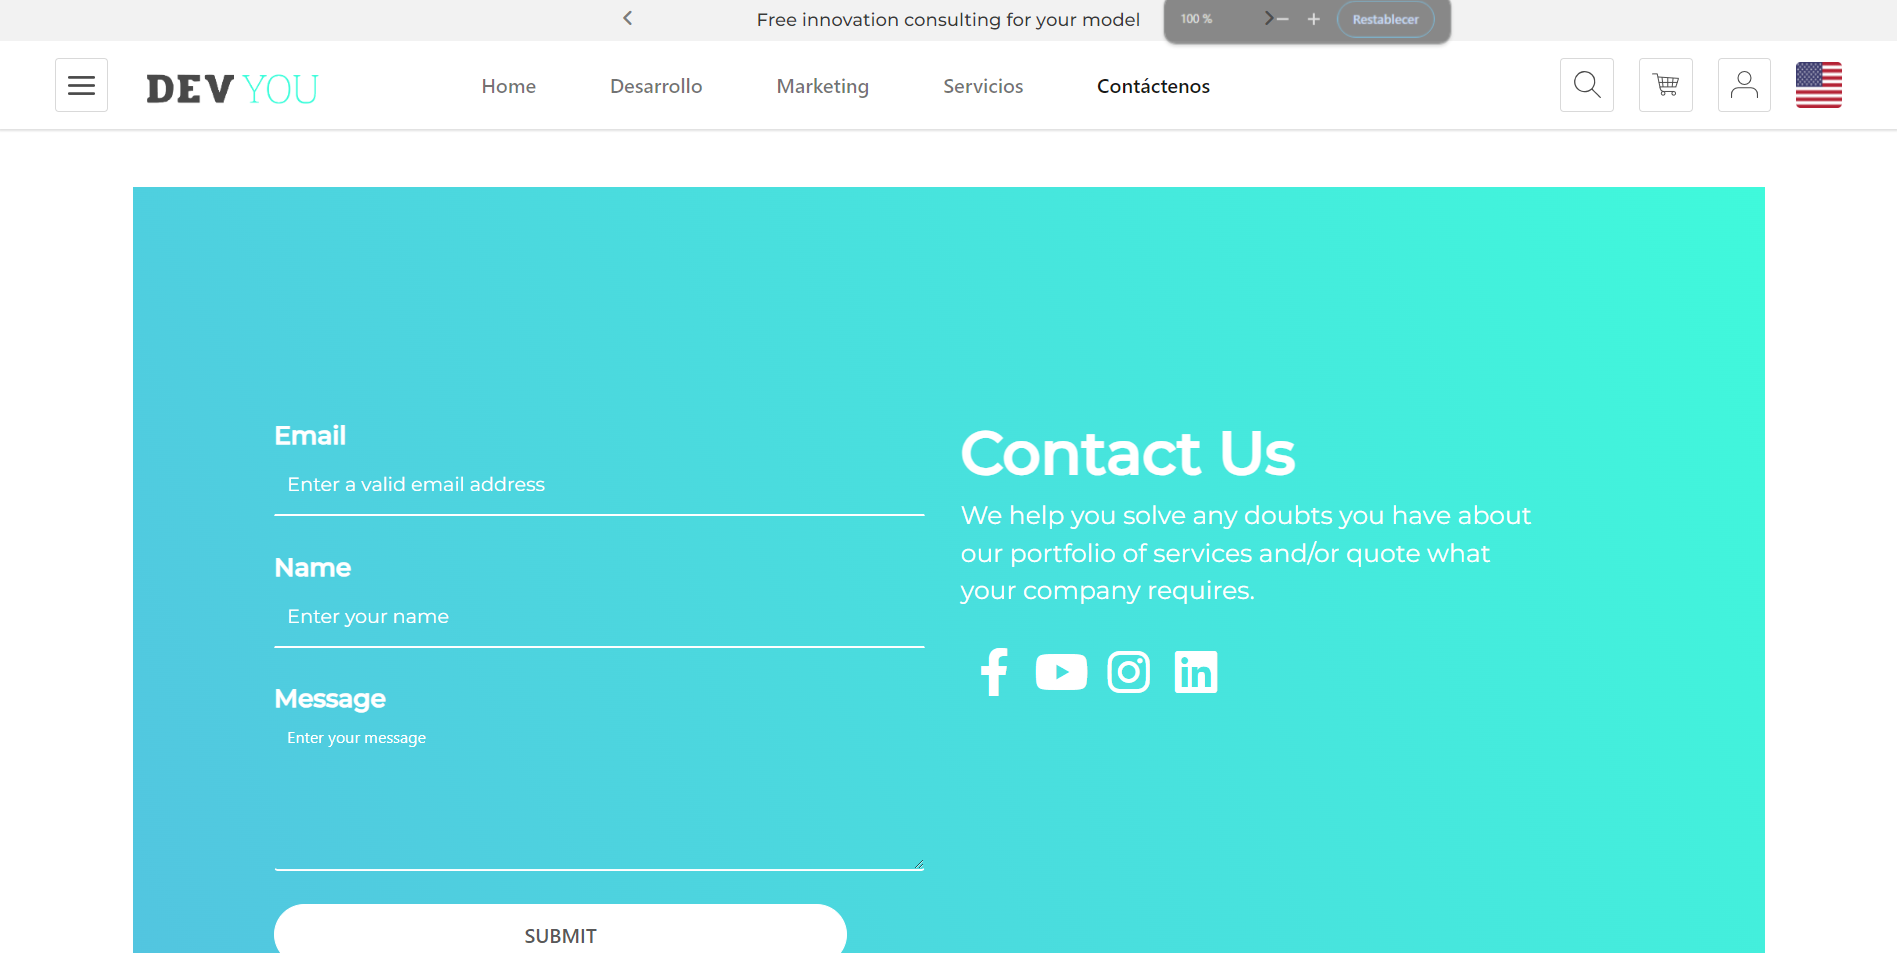 Free innovation consulting for your model
100 %
Restablecer
DEV YOU
Home
Desarrollo
Marketing
Servicios
Contáctenos
Email
Enter a valid email address
Name
Enter your name
Message
Enter your message
SUBMIT
Contact Us
We help you solve any doubts you have about
our portfolio of services and/or quote what
your company requires.